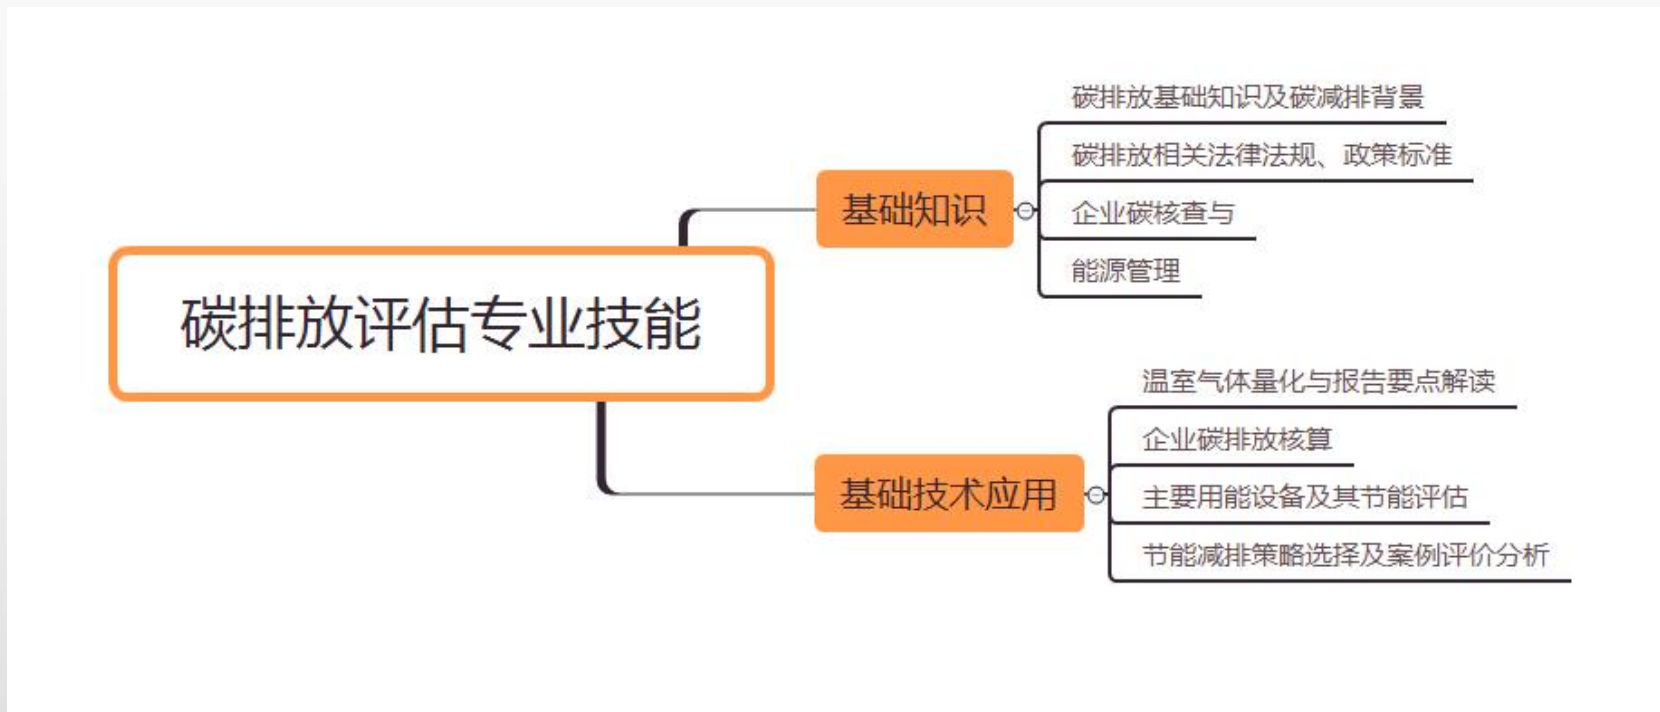 碳排放评估专业技能
基础知识
碳排放基础知识及碳减排背景
碳排放相关法律法规、政策标准
企业碳核查与
能源管理
基础技术应用
温室气体量化与报告要点解读
企业碳排放核算
主要用能设备及其节能评估
节能减排策略选择及案例评价分析